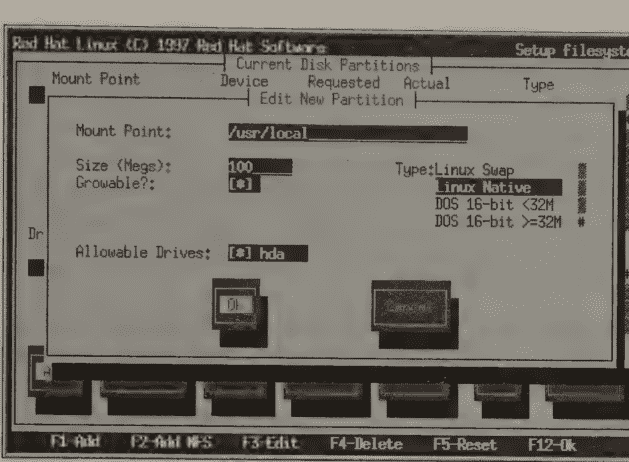 Red Hat Linux (C) 1997 Red Hat Software Setup filesyste
Current Disk Partitions
Mount Point Device Requested Actual Type
Edit New Partition
Mount Point: /usr/local
Size (Megs): 100 Type:Linux Swap
Growable?: [*] Linux Native
DOS 16-bit <32M
DOS 16-bit >=32M #
Dr
Allowable Drives: [*] hda
Ok Cancel
F1-Add F2-Add NFS F3-Edit F4-Delete F5-Reset F12-Ok